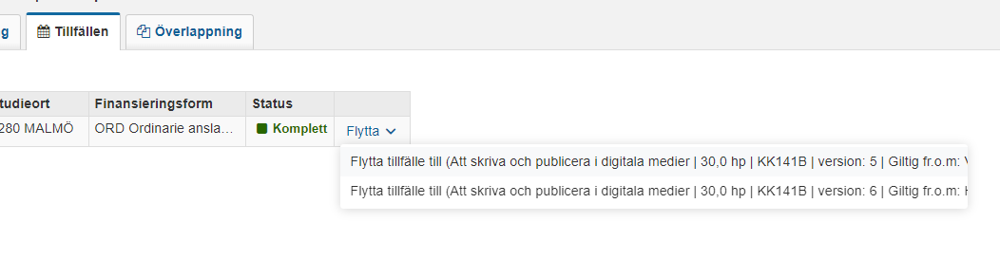 g Tillfällen Överlappning
tudieort Finansieringsform Status
280 MALMÖ ORD Ordinarie ansla… Komplett Flytta
Flytta tillfälle till (Att skriva och publicera i digitala medier | 30,0 hp | KK141B | version: 5 | Giltig fr.o.m: V
Flytta tillfälle till (Att skriva och publicera i digitala medier | 30,0 hp | KK141B | version: 6 | Giltig fr.o.m: H